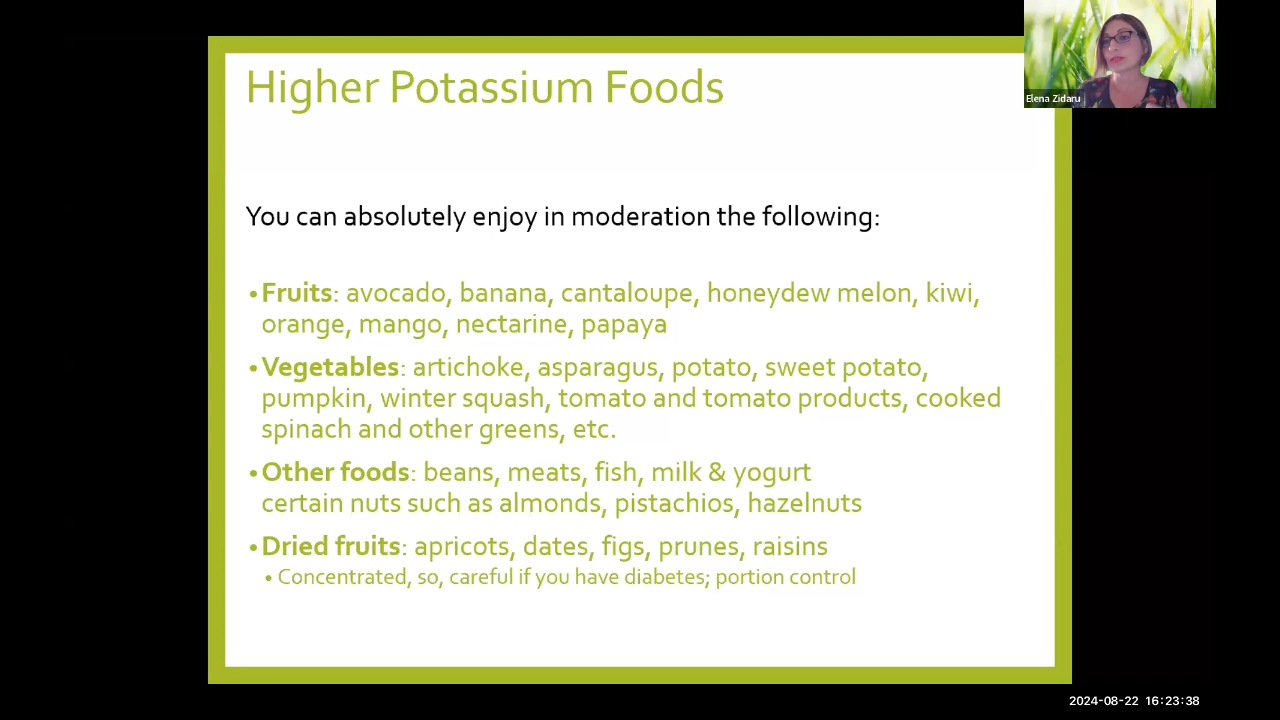 Higher Potassium Foods
Elena Zidaru
You can absolutely enjoy in moderation the following:
•Fruits: avocado, banana, cantaloupe, honeydew melon, kiwi,
orange, mango, nectarine, papaya
•Vegetables: artichoke, asparagus, potato, sweet potato,
pumpkin, winter squash, tomato and tomato products, cooked
spinach and other greens, etc.
•Other foods: beans, meats, fish, milk & yogurt
certain nuts such as almonds, pistachios, hazelnuts
•Dried fruits: apricots, dates, figs, prunes, raisins
• Concentrated, so, careful if you have diabetes; portion control
2024-08-22 16:23:38